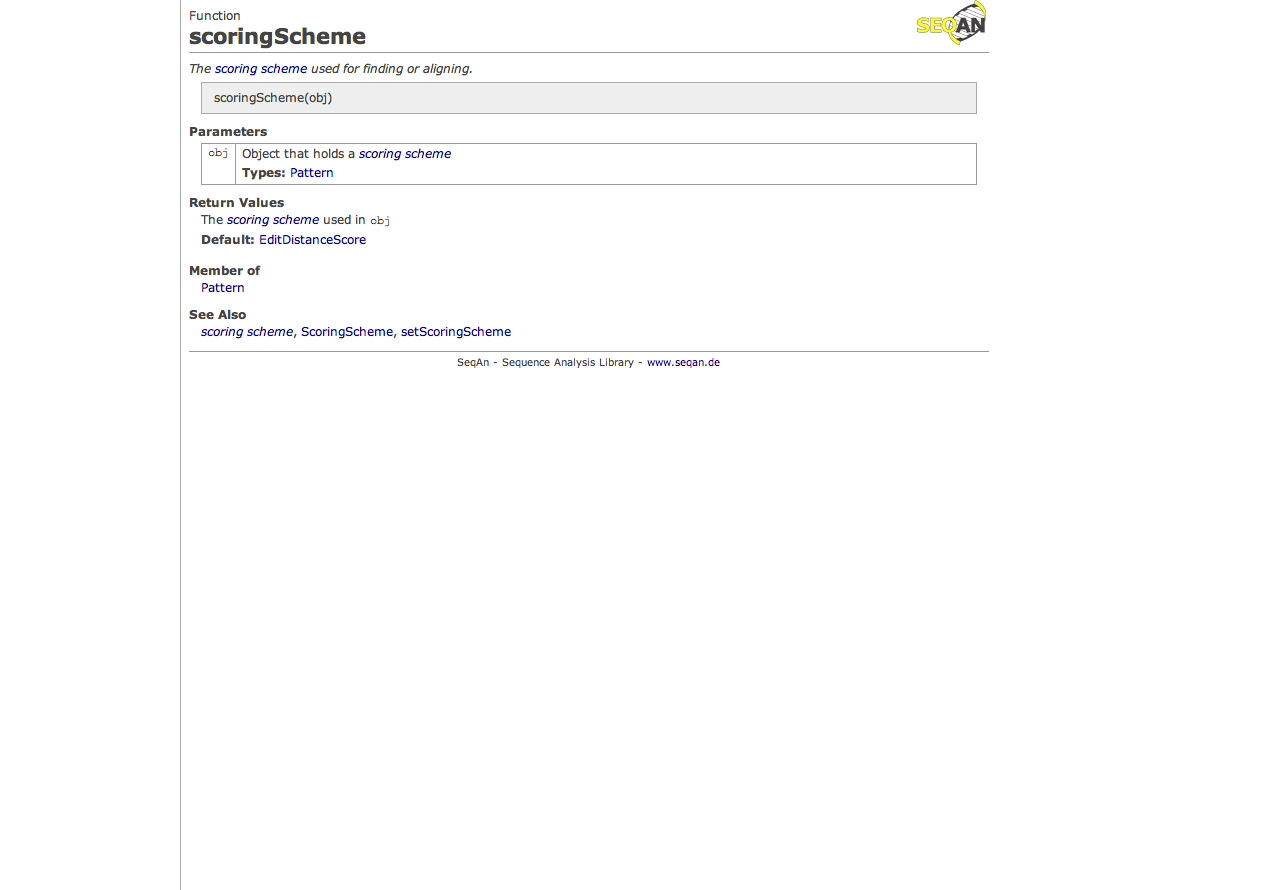 Function
SEQAN
scoringScheme
The scoring scheme used for finding or aligning.
scoringScheme(obj)
Parameters
obj Object that holds a scoring scheme
Types: Pattern
Return Values
The scoring scheme used in obj
Default: EditDistanceScore
Member of
Pattern
See Also
scoring scheme, ScoringScheme, setScoringScheme
SeqAn - Sequence Analysis Library - www.seqan.de